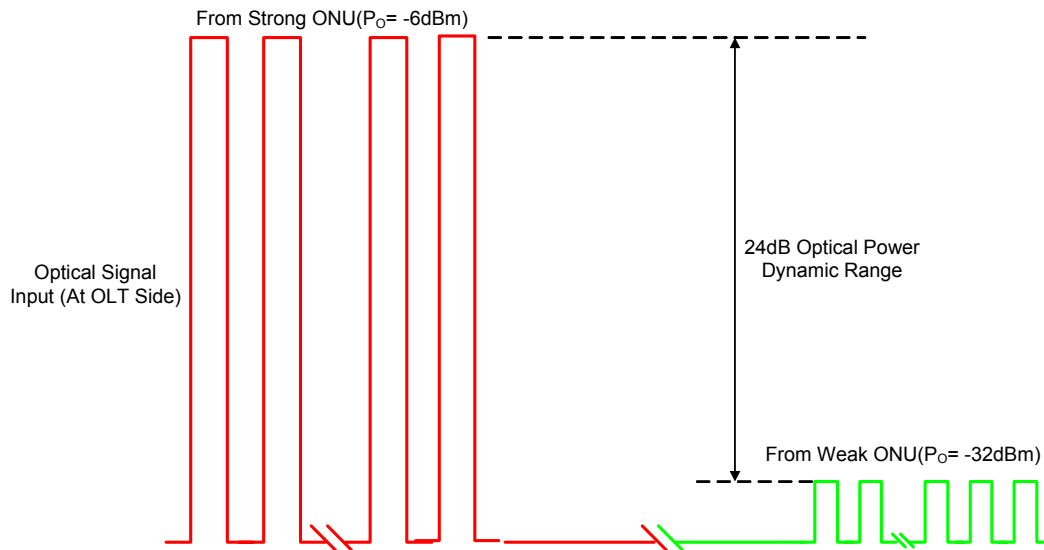 From Strong ONU(PO= -6dBm)
Optical Signal
Input (At OLT Side)
24dB Optical Power
Dynamic Range
From Weak ONU(PO= -32dBm)